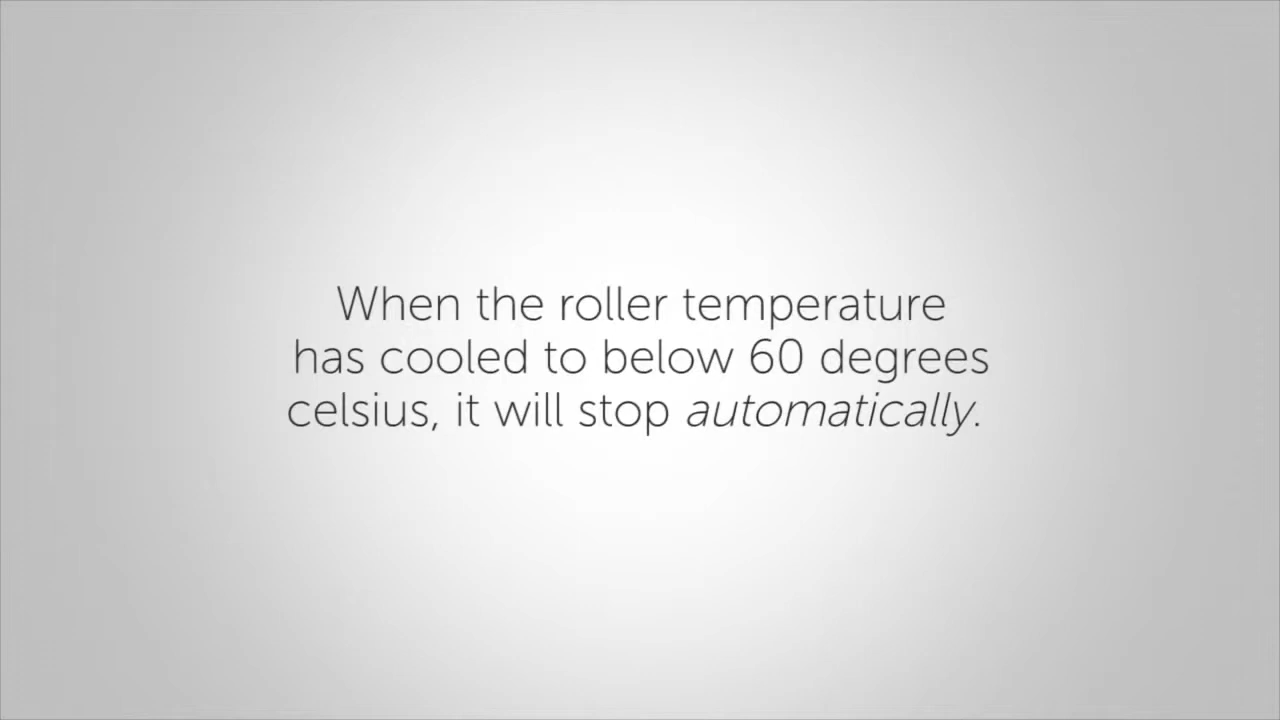 When the roller temperature
has cooled to below 60 degrees
celsius, it will stop automatically.